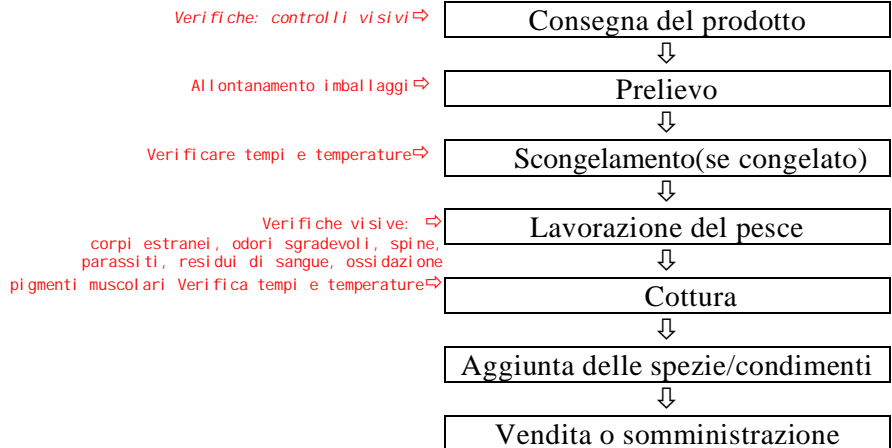 Verifiche: controlli visivi⇨ Consegna del prodotto
⇩
Allontanamento imballaggi⇨ Prelievo
⇩
Verificare tempi e temperature⇨ Scongelamento(se congelato)
⇩
Verifiche visive: ⇨ Lavorazione del pesce
corpi estranei, odori sgradevoli, spine,
parassiti, residui di sangue, ossidazione
⇩
pigmenti muscolari Verifica tempi e temperature⇨ Cottura
⇩
Aggiunta delle spezie/condimenti
⇩
Vendita o somministrazione